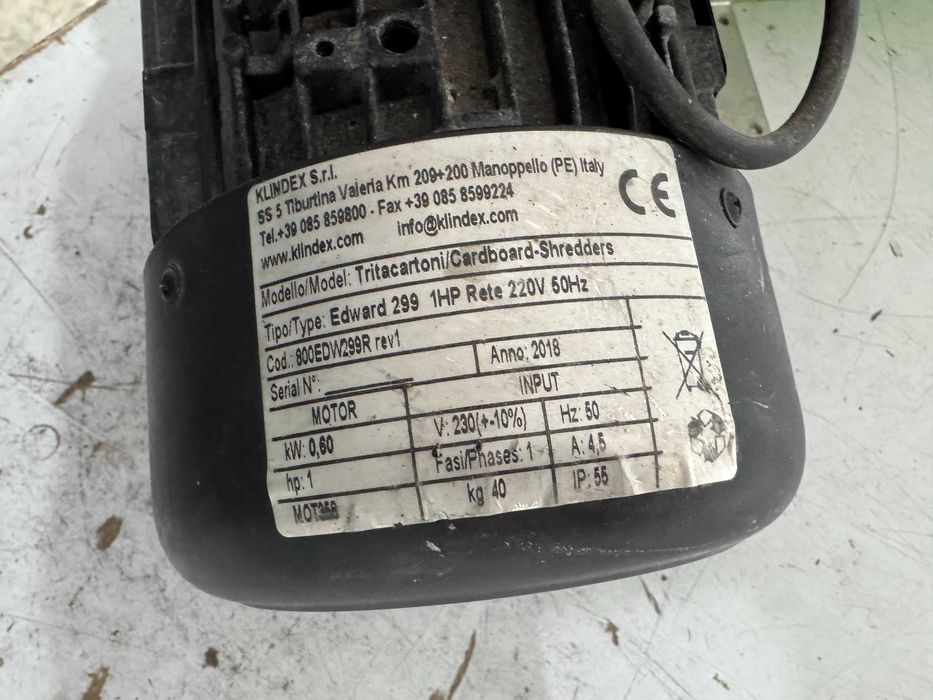 KLINDEX S.r.l.
SS 5 Tiburtina Valeria Km 209+200 Manoppello (PE) Italy
Tel.+39 085 859800 - Fax +39 085 8599224
www.klindex.com info@klindex.com
CE
Modello/Model: Tritacartoni/Cardboard-Shredders
Tipo/Type: Edward 299 1HP Rete 220V 50Hz
Cod.: 800EDW299R rev1
Serial N°: Anno: 2018
MOTOR INPUT
kW: 0,60 V: 230(+-10%) Hz: 50
hp: 1 Fasi/Phases: 1 A: 4,5
kg 40 IP: 55